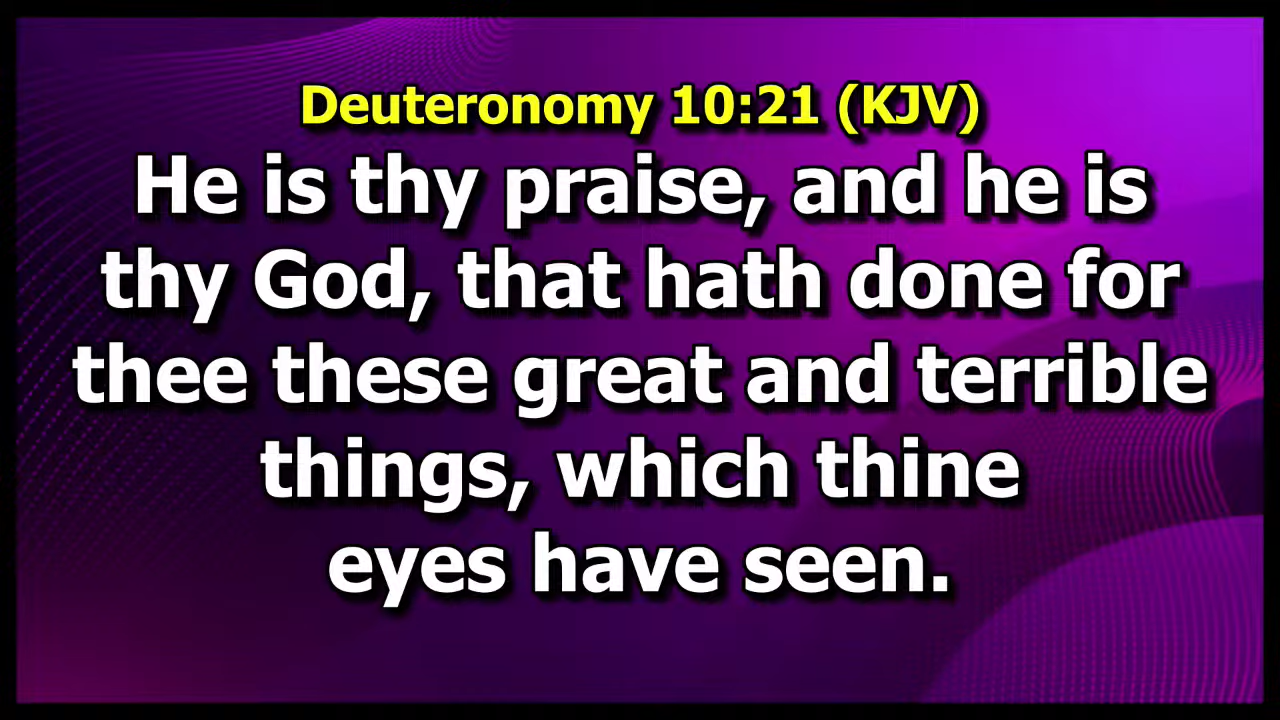 Deuteronomy 10:21 (KJV)
He is thy praise, and he is
thy God, that hath done for
thee these great and terrible
things, which thine
eyes have seen.